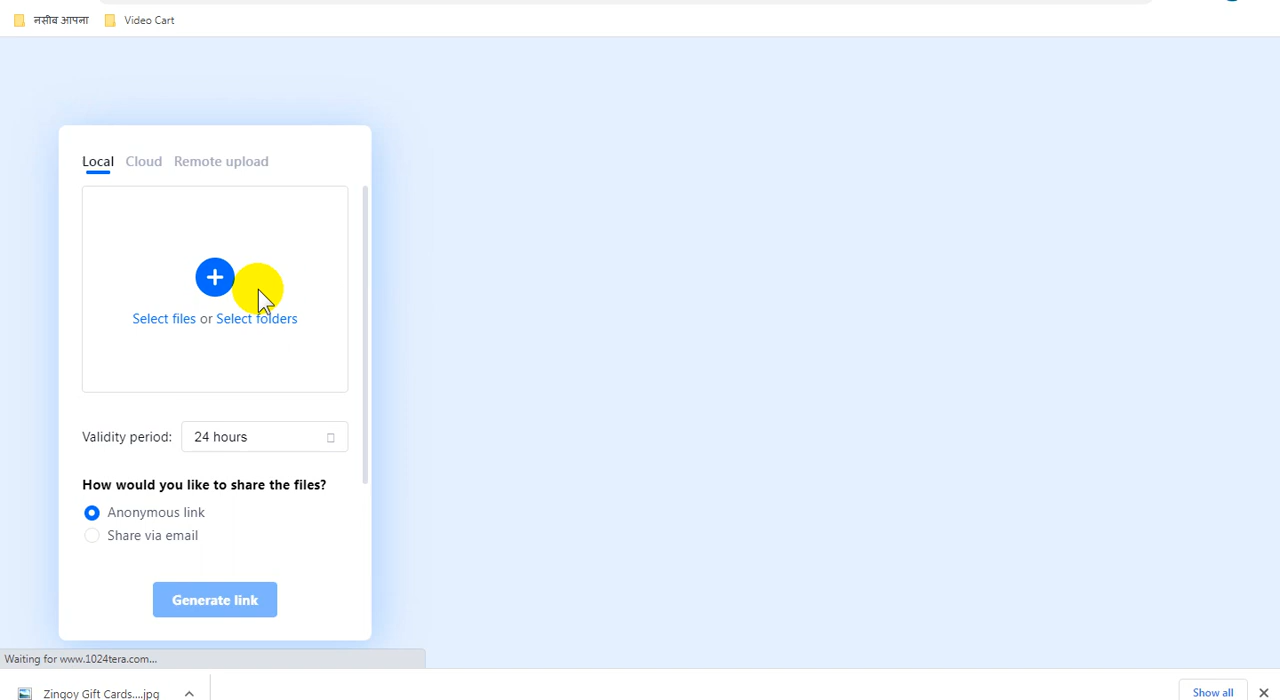 नसीब आपना Video Cart
Local Cloud Remote upload
Select files or Select folders
Validity period: 24 hours
How would you like to share the files?
Anonymous link
Share via email
Generate link
Waiting for www.1024tera.com...
Zingoy Gift Cards....jpg Show all